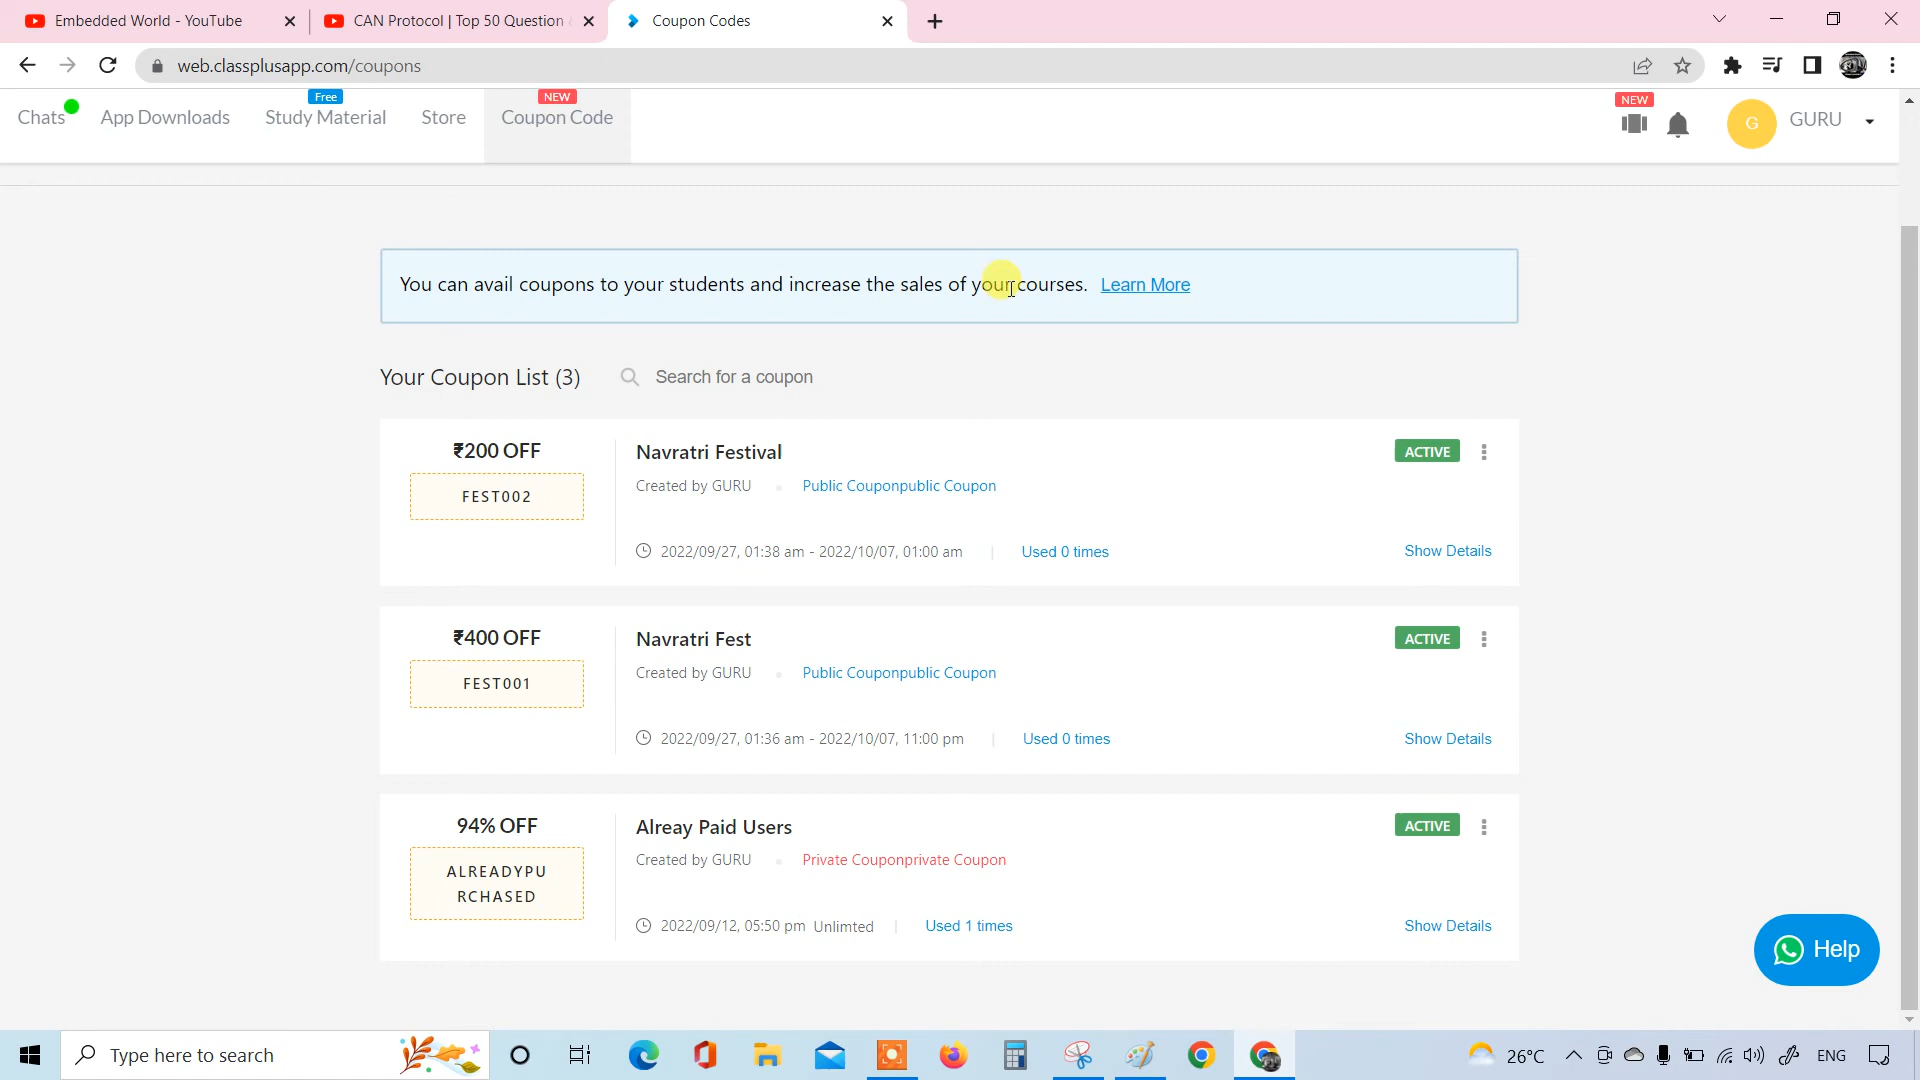 Embedded World - YouTube
CAN Protocol | Top 50 Question
Coupon Codes
web.classplusapp.com/coupons
Chats
App Downloads
Free
Study Material
Store
NEW
Coupon Code
NEW
G
GURU
You can avail coupons to your students and increase the sales of your courses. Learn More
Your Coupon List (3)
Search for a coupon
₹200 OFF
FEST002
Navratri Festival
ACTIVE
Created by GURU
Public Couponpublic Coupon
2022/09/27, 01:38 am - 2022/10/07, 01:00 am
Used 0 times
Show Details
₹400 OFF
FEST001
Navratri Fest
ACTIVE
Created by GURU
Public Couponpublic Coupon
2022/09/27, 01:36 am - 2022/10/07, 11:00 pm
Used 0 times
Show Details
94% OFF
ALREADYPU
RCHASED
Alreay Paid Users
ACTIVE
Created by GURU
Private Couponprivate Coupon
2022/09/12, 05:50 pm Unlimted
Used 1 times
Show Details
Help
Type here to search
26°C
ENG